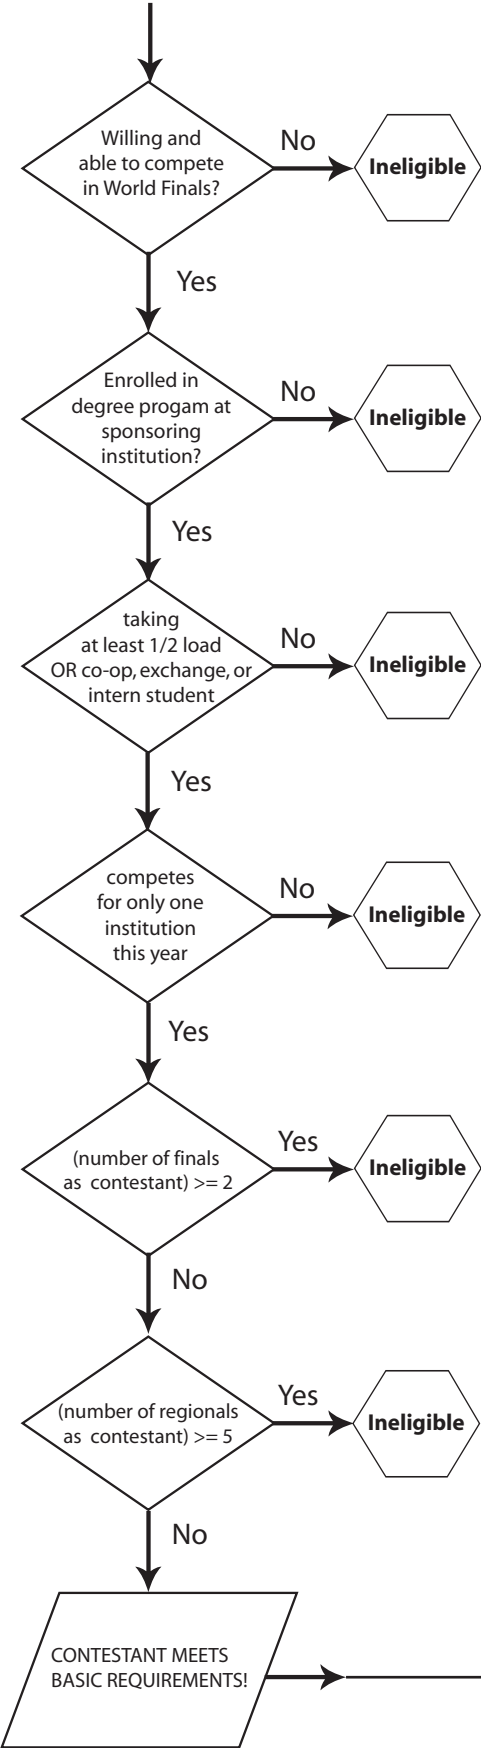 Willing and
able to compete
in World Finals?
No
Ineligible
Yes
Enrolled in
degree progam at
sponsoring
institution?
No
Ineligible
Yes
taking
at least 1/2 load
OR co-op, exchange, or
intern student
No
Ineligible
Yes
competes
for only one
institution
this year
No
Ineligible
Yes
(number of finals
as contestant) >= 2
Yes
Ineligible
No
(number of regionals
as contestant) >= 5
Yes
Ineligible
No
CONTESTANT MEETS
BASIC REQUIREMENTS!